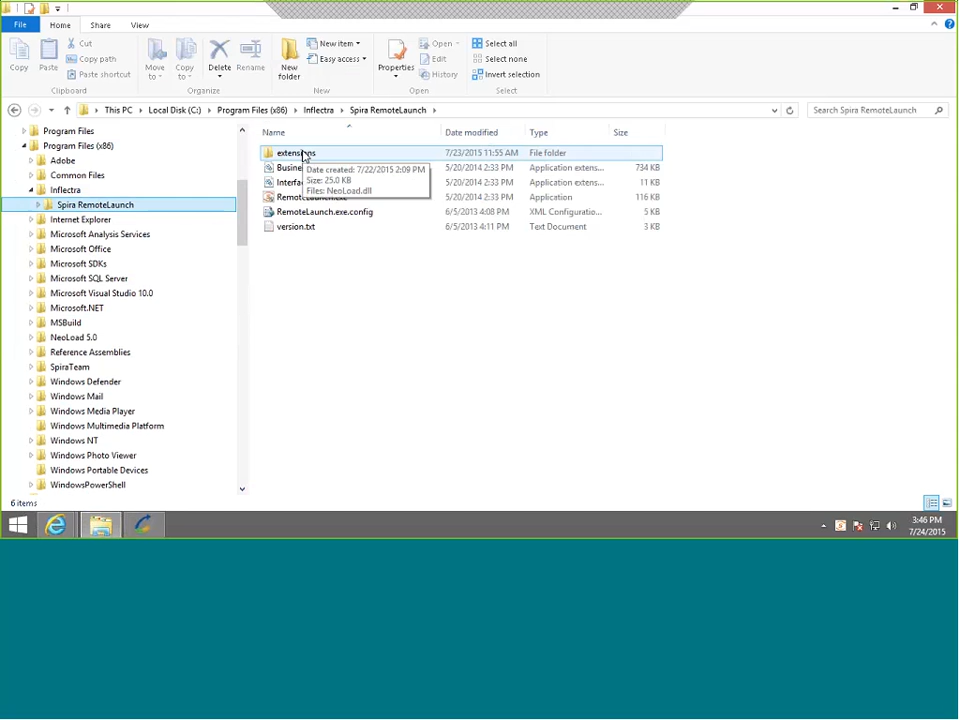 File
Home
Share
View
Copy
Paste
Cut
Copy path
Paste shortcut
Clipboard
Move to
Copy to
Delete
Rename
Organize
New folder
New item
Easy access
New
Properties
Open
Edit
History
Open
Select all
Select none
Invert selection
Select
This PC
Local Disk (C:)
Program Files (x86)
Inflectra
Spira RemoteLaunch
Search Spira RemoteLaunch
Program Files
Program Files (x86)
Adobe
Common Files
Inflectra
Spira RemoteLaunch
Internet Explorer
Microsoft Analysis Services
Microsoft Office
Microsoft SDKs
Microsoft SQL Server
Microsoft Visual Studio 10.0
Microsoft.NET
MSBuild
NeoLoad 5.0
Reference Assemblies
SpiraTeam
Windows Defender
Windows Mail
Windows Media Player
Windows Multimedia Platform
Windows NT
Windows Photo Viewer
Windows Portable Devices
WindowsPowerShell
Name Date modified Type Size
extensions 7/23/2015 11:55 AM File folder
Busine 5/20/2014 2:33 PM Application extens... 734 KB
Interfa 5/20/2014 2:33 PM Application extens... 11 KB
RemoteLaunch.exe 5/20/2014 2:33 PM Application 116 KB
RemoteLaunch.exe.config 6/5/2013 4:08 PM XML Configuratio... 5 KB
version.txt 6/5/2013 4:11 PM Text Document 3 KB
Date created: 7/22/2015 2:09 PM
Size: 25.0 KB
Files: NeoLoad.dll
6 items
3:46 PM
7/24/2015